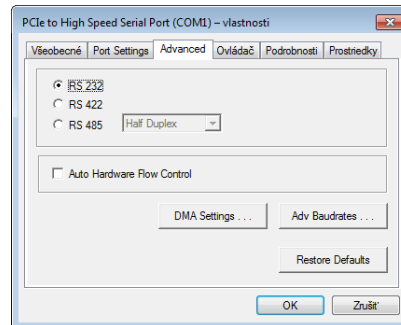 PCIe to High Speed Serial Port (COM1) – vlastnosti
Všeobecné Port Settings Advanced Ovládač Podrobnosti Prostriedky
RS 232
RS 422
RS 485 Half Duplex
Auto Hardware Flow Control
DMA Settings . . . Adv Baudrates . . .
Restore Defaults
OK Zrušiť